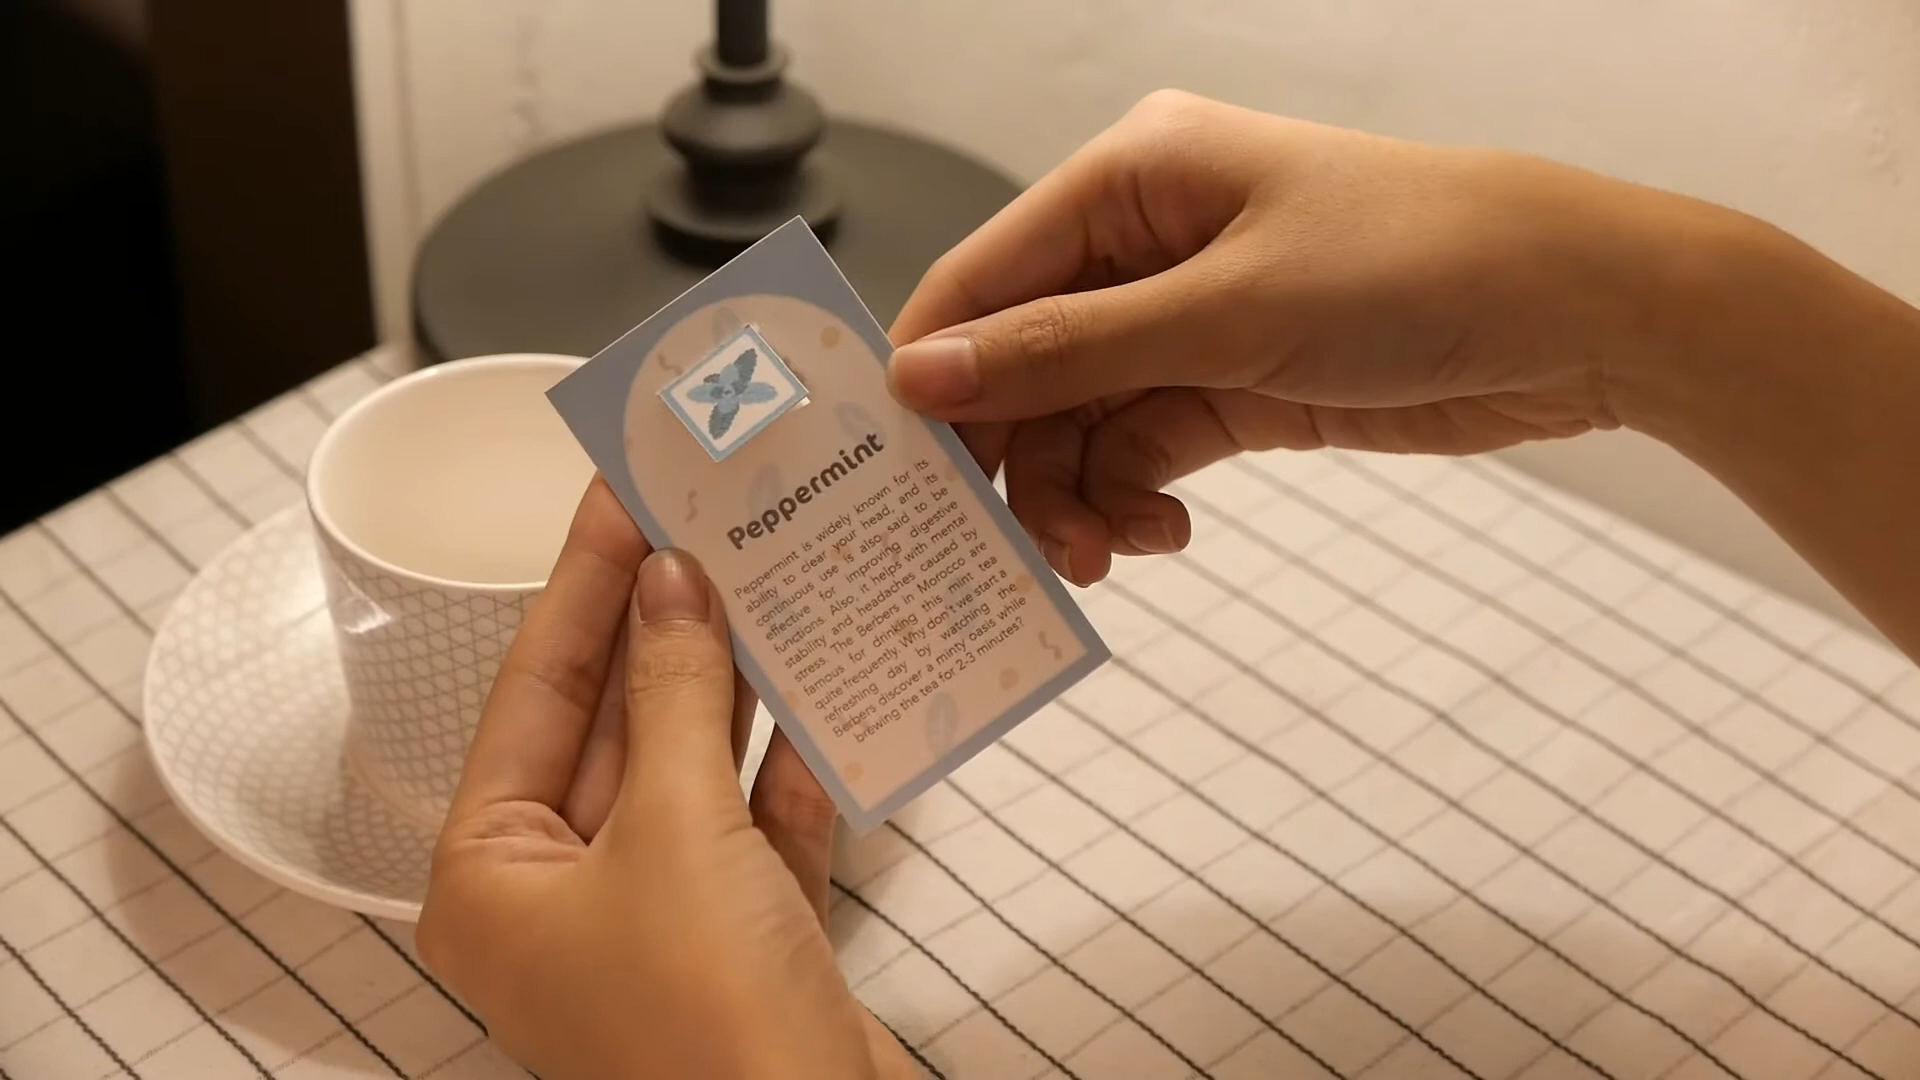 Peppermint
Peppermint is widely known for its
ability to clear your head, and its
continuous use is also said to be
effective for improving digestive
functions. Also, it helps with mental
stability and headaches caused by
stress. The Berbers in Morocco are
famous for drinking this mint tea
quite frequently. Why don't we start a
refreshing day by watching the
Berbers discover a minty oasis while
brewing the tea for 2-3 minutes?